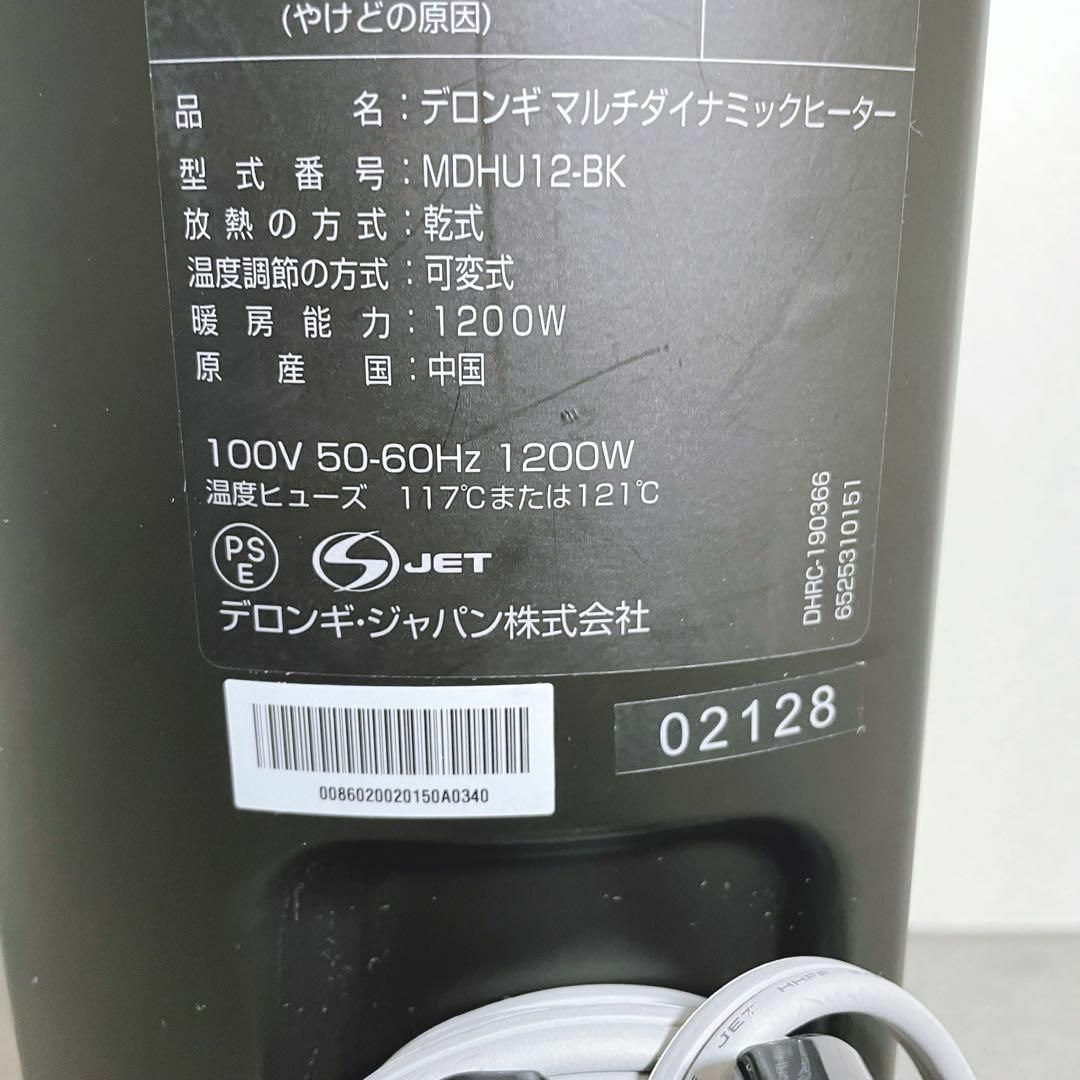 (やけどの原因)
品名：デロンギ マルチダイナミックヒーター
型式番号：MDHU12-BK
放熱の方式：乾式
温度調節の方式：可変式
暖房能力：1200W
原産国：中国
100V 50-60Hz 1200W
温度ヒューズ 117℃または121℃
PS
E
JET
デロンギ・ジャパン株式会社
DHRC-190366
6525310151
0086020020150A0340
02128
JET